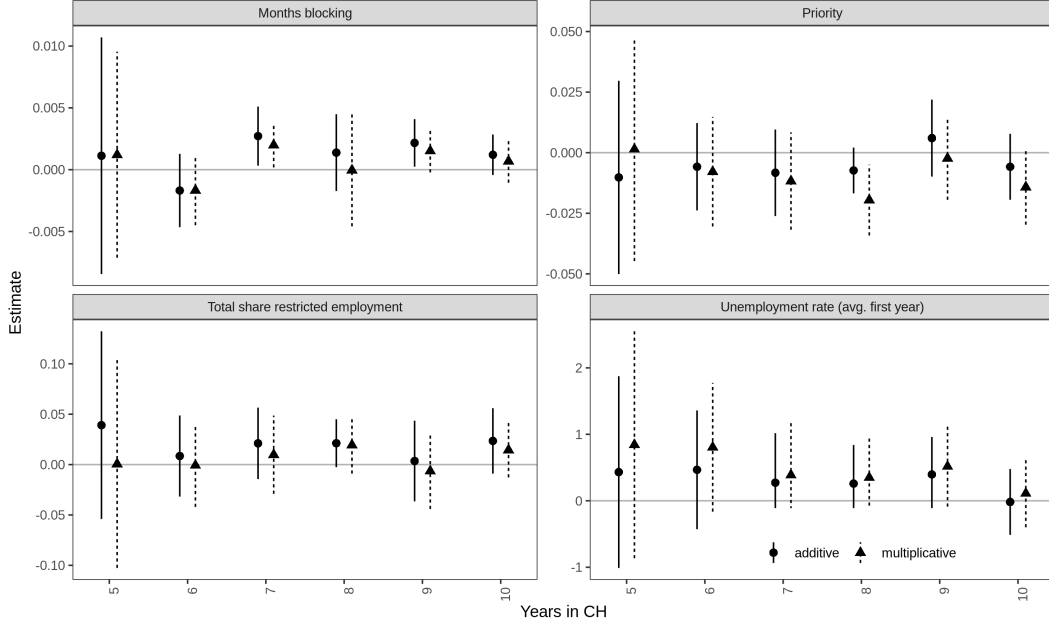 Months blocking
Priority
0.010
0.005
0.000
-0.005
0.050
0.025
0.000
-0.025
-0.050
Estimate
Total share restricted employment
Unemployment rate (avg. first year)
0.10
0.05
0.00
-0.05
-0.10
2
1
0
-1
additive
multiplicative
5 6 7 8 9 10
5 6 7 8 9 10
Years in CH